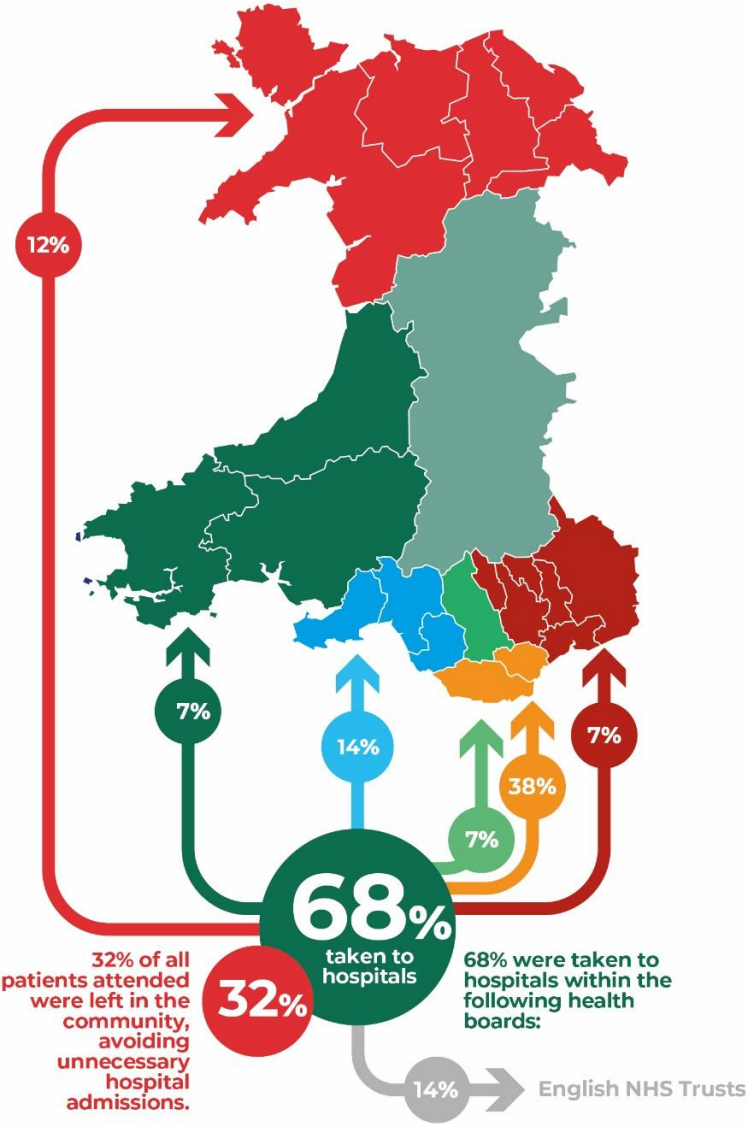 12%
7%
14%
7%
38%
7%
68%
taken to
hospitals
32%
32% of all
patients attended
were left in the
community,
avoiding
unnecessary
hospital
admissions.
68% were taken to
hospitals within the
following health
boards:
14%
English NHS Trusts